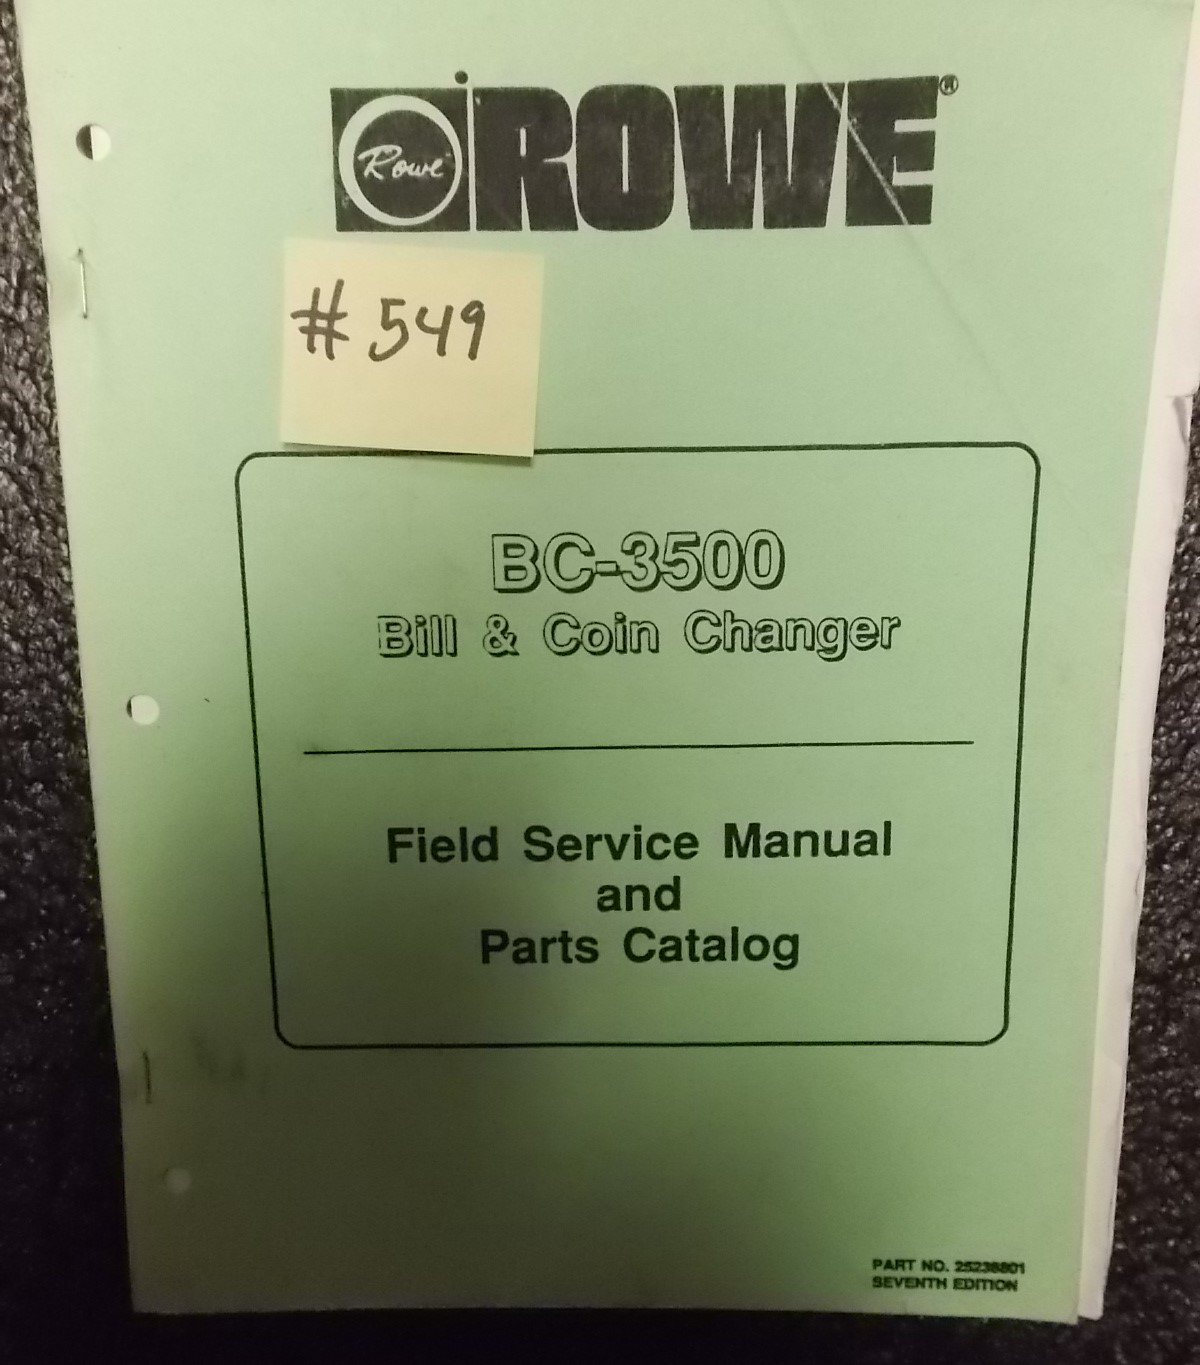 Rowe ROWE®
#549
BC-3500
Bill & Coin Changer
Field Service Manual
and
Parts Catalog
PART NO. 25238801
SEVENTH EDITION